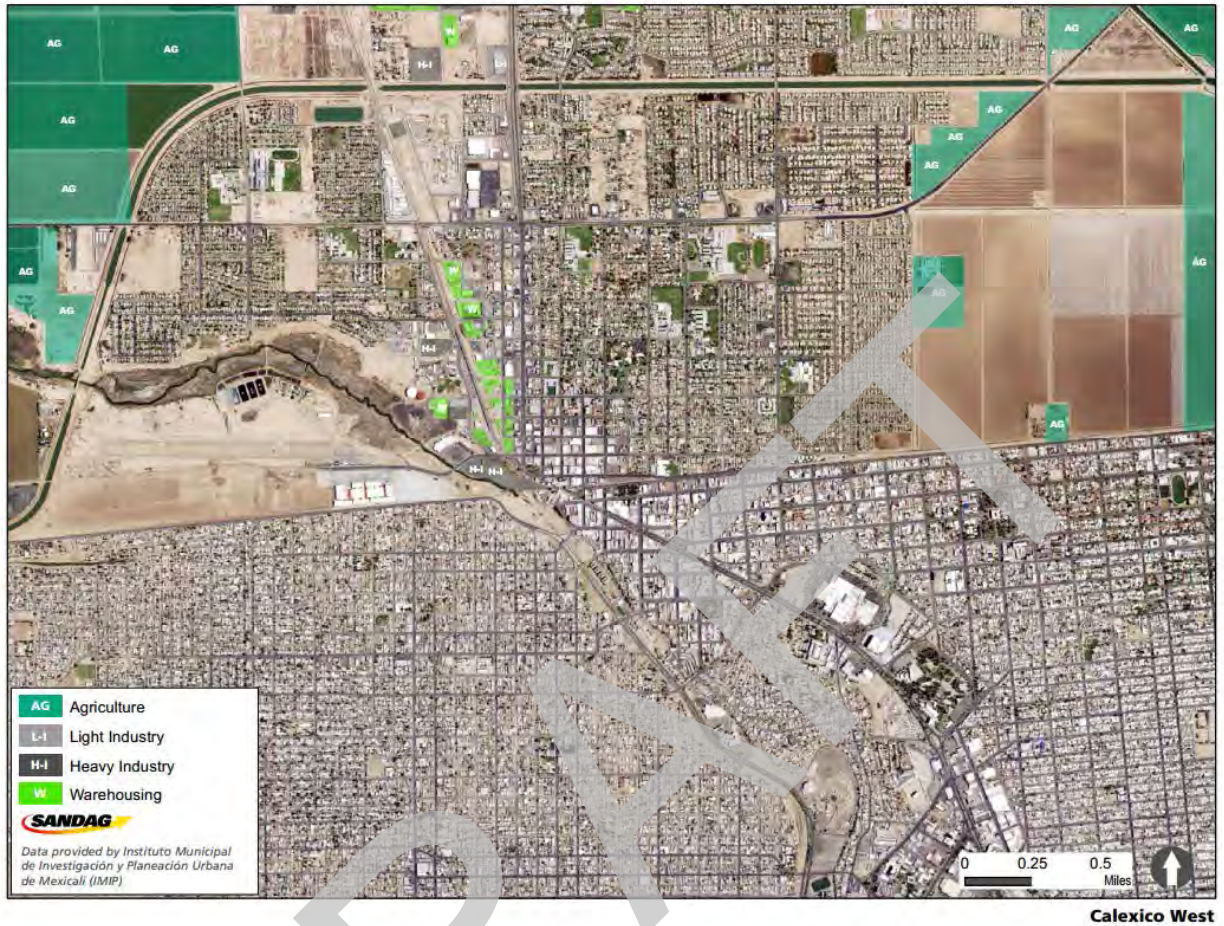 AG
AG
W
H-I
L-I
AG
AG
AG
AG
AG
AG
AG
AG
AG
W
AG
AG
AG
W
H-I
W
AG
H-I
H-I
AG Agriculture
L-I Light Industry
H-I Heavy Industry
W Warehousing
SANDAG
Data provided by Instituto Municipal
de Investigación y Planeación Urbana
de Mexicali (IMIP)
0 0.25 0.5
Miles
Calexico West
DRAFT